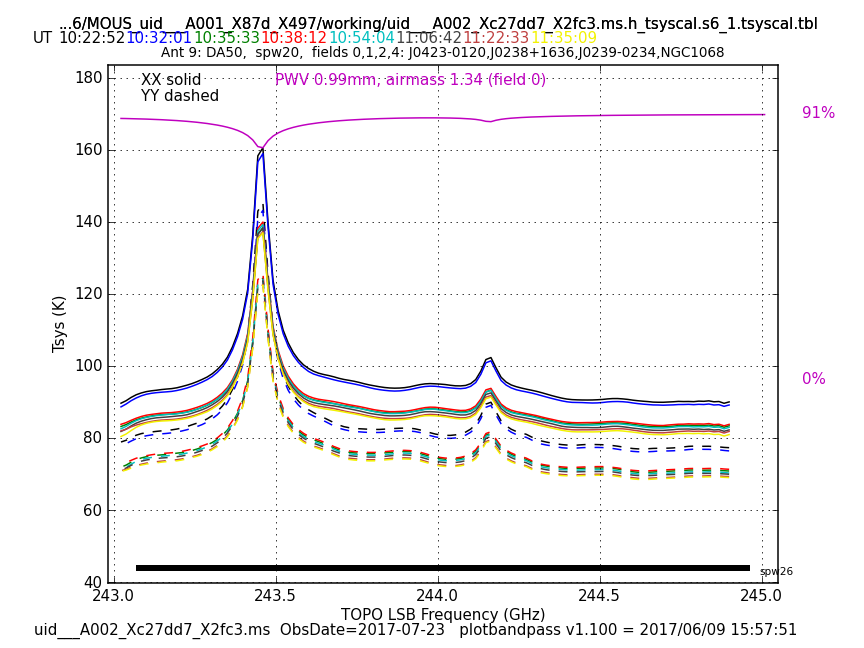 ...6/MOUS_uid___A001_X87d_X497/working/uid___A002_Xc27dd7_X2fc3.ms.h_tsyscal.s6_1.tsyscal.tbl
UT 10:22:52 10:32:01 10:35:33 10:38:12 10:54:04 11:06:42 11:22:33 11:35:09
Ant 9: DA50,  spw20,  fields 0,1,2,4: J0423-0120,J0238+1636,J0239-0234,NGC1068
XX solid
YY dashed
PWV 0.99mm, airmass 1.34 (field 0)
91%
0%
180
160
140
120
100
80
60
40
Tsys (K)
spw26
243.0 243.5 244.0 244.5 245.0
TOPO LSB Frequency (GHz)
uid___A002_Xc27dd7_X2fc3.ms  ObsDate=2017-07-23   plotbandpass v1.100 = 2017/06/09 15:57:51